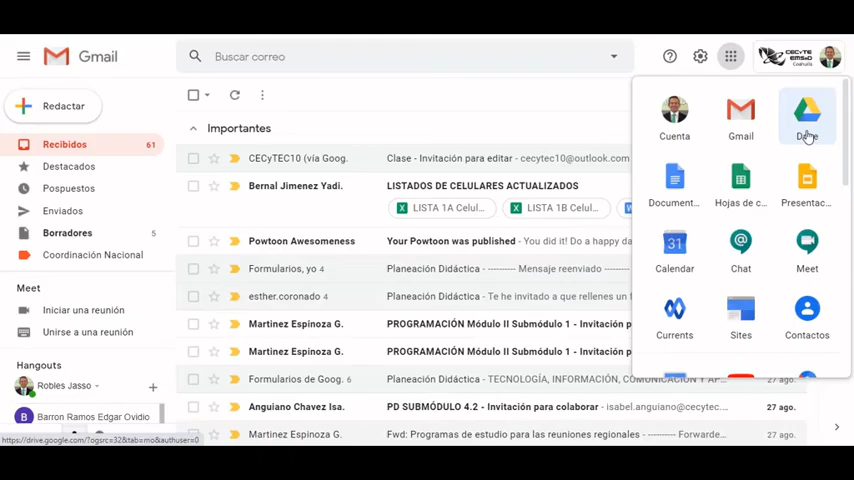 Gmail
Buscar correo
CECyTE
EMSaD
Coahuila
Redactar
Recibidos 61
Destacados
Pospuestos
Enviados
Borradores 5
Coordinación Nacional
Meet
Iniciar una reunión
Unirse a una reunión
Hangouts
Robles Jasso
Barron Ramos Edgar Ovidio
https://drive.google.com/?ogsrc=32&tab=mo&authuser=0
Importantes
CECyTEC10 (vía Goog. Clase - Invitación para editar - cecytec10@outlook.com
Bernal Jimenez Yadi. LISTADOS DE CELULARES ACTUALIZADOS
LISTA 1A Celul... LISTA 1B Celul...
Powtoon Awesomeness Your Powtoon was published - You did it! Do a happy da
Formularios, yo 4 Planeación Didáctica - ---------- Mensaje reenviado ----------
esther.coronado 4 Planeación Didáctica - Te he invitado a que rellenes un f
Martinez Espinoza G. PROGRAMACIÓN Módulo II Submódulo 1 - Invitación p
Martinez Espinoza G. PROGRAMACIÓN Módulo II Submódulo 1 - Invitación p
Formularios de Goog. 6 Planeación Didáctica - TECNOLOGÍA, INFORMACIÓN, COMUNICACIÓN Y AP... 27 ago.
Anguiano Chavez Isa. PD SUBMÓDULO 4.2 - Invitación para colaborar - isabel.anguiano@cecytec... 27 ago.
Martinez Espinoza G. Fwd: Programas de estudio para las reuniones regionales - ---------- Forwarde... 27 ago.
Cuenta Gmail
Document... Hojas de c... Presentac...
31
Calendar Chat Meet
Currents Sites Contactos